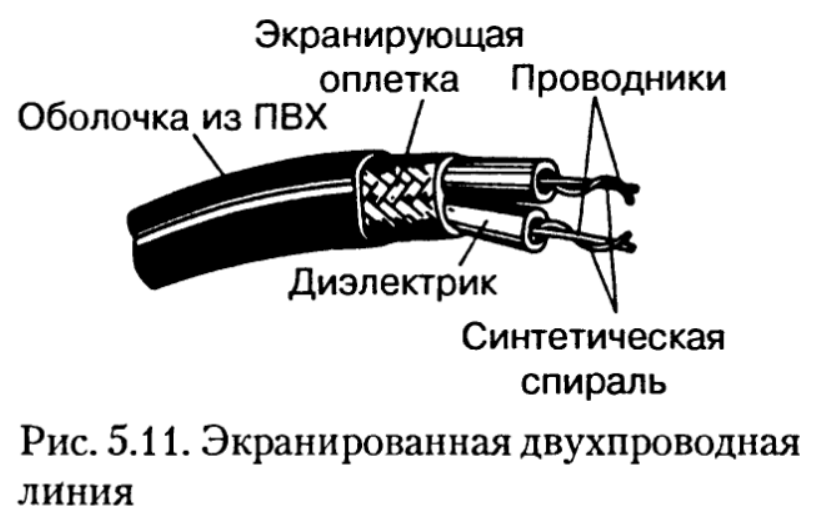 Экранирующая
оплетка
Проводники
Оболочка из ПВХ
Диэлектрик
Синтетическая
спираль
Рис. 5.11. Экранированная двухпроводная
линия